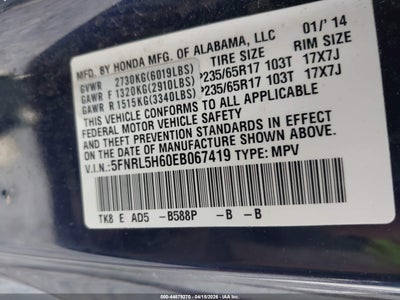 MFD. BY HONDA MFG. OF ALABAMA, LLC 01/'14
TIRE SIZE RIM SIZE
GVWR 2730KG(6019LBS)
GAWR F 1320KG(2910LBS) P235/65R17 103T 17X7J
GAWR R 1515KG(3340LBS) P235/65R17 103T 17X7J
THIS VEHICLE CONFORMS TO ALL APPLICABLE
FEDERAL MOTOR VEHICLE SAFETY, BUMPER, AND
THEFT PREVENTION STANDARDS IN EFFECT ON THE
DATE OF MANUFACTURE SHOWN ABOVE.
V.I.N.:5FNRL5H60EB067419 TYPE: MPV
TK8 E AD5 -B588P -B -B
000-44879270 - 04/15/2026 - IAA Inc.